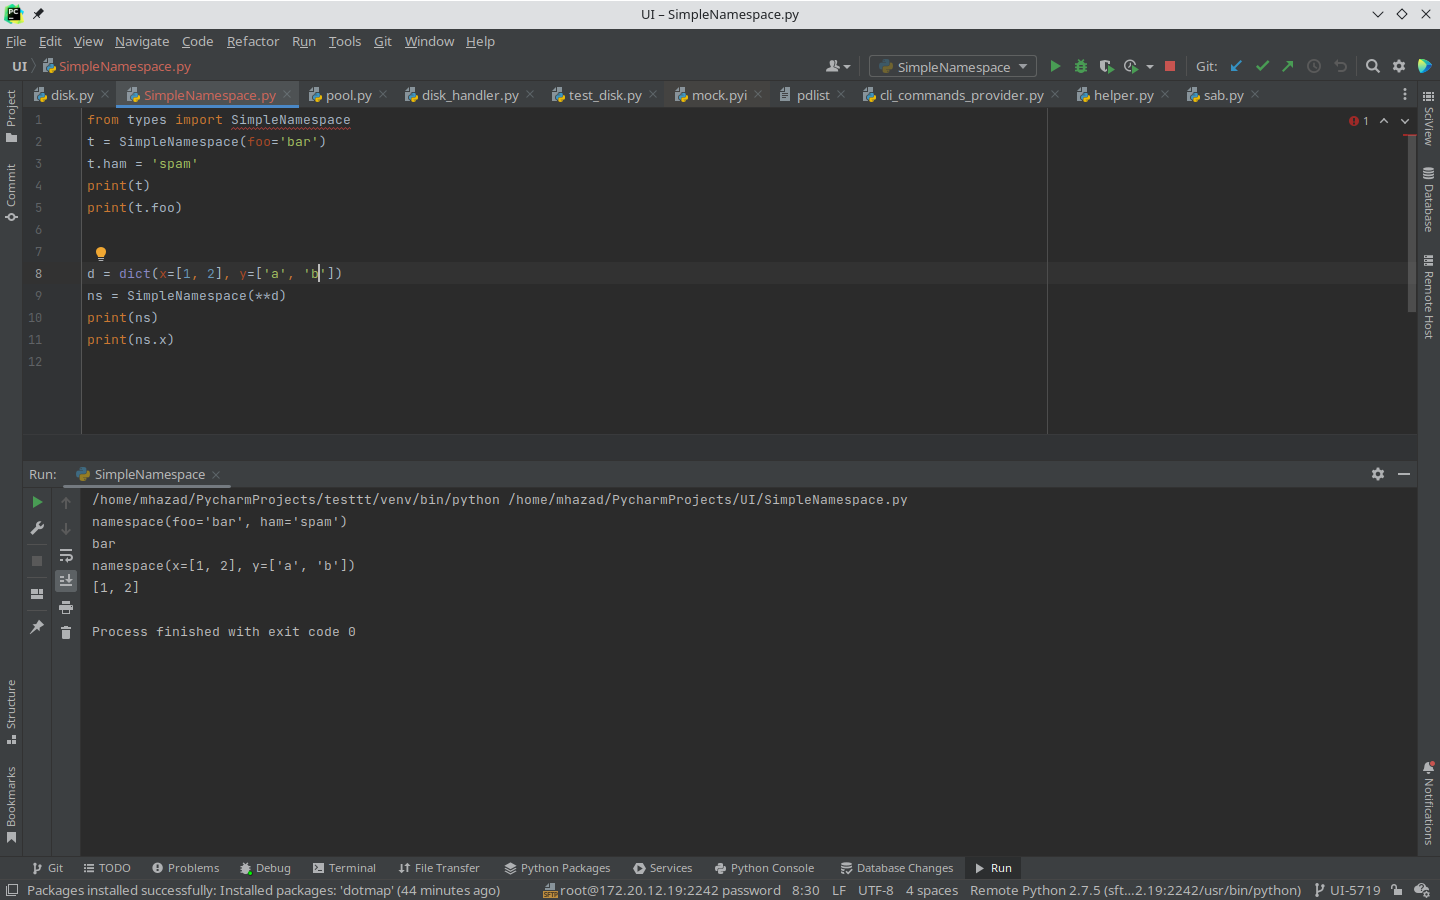 UI – SimpleNamespace.py
File Edit View Navigate Code Refactor Run Tools Git Window Help
UI SimpleNamespace.py SimpleNamespace Git:
disk.py SimpleNamespace.py pool.py disk_handler.py test_disk.py mock.pyi pdlist cli_commands_provider.py helper.py sab.py
1 from types import SimpleNamespace
2 t = SimpleNamespace(foo='bar')
3 t.ham = 'spam'
4 print(t)
5 print(t.foo)
6
7
8 d = dict(x=[1, 2], y=['a', 'b'])
9 ns = SimpleNamespace(**d)
10 print(ns)
11 print(ns.x)
12
1
Project
Commit
Structure
Bookmarks
SciView
Database
Remote Host
Notifications
Run: SimpleNamespace
/home/mhazad/PycharmProjects/testtt/venv/bin/python /home/mhazad/PycharmProjects/UI/SimpleNamespace.py
namespace(foo='bar', ham='spam')
bar
namespace(x=[1, 2], y=['a', 'b'])
[1, 2]
Process finished with exit code 0
Git TODO Problems Debug Terminal File Transfer Python Packages Services Python Console Database Changes Run
Packages installed successfully: Installed packages: 'dotmap' (44 minutes ago) root@172.20.12.19:2242 password 8:30 LF UTF-8 4 spaces Remote Python 2.7.5 (sft...2.19:2242/usr/bin/python) UI-5719